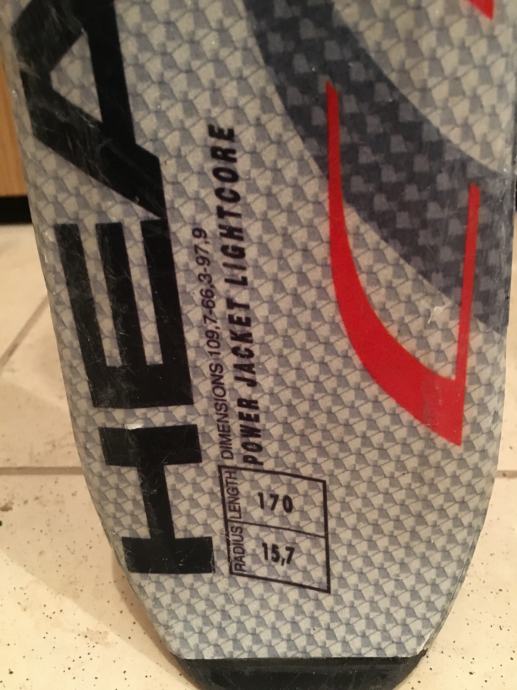 HEA
DIMENSIONS 109,7-66,3-97,9
POWER JACKET LIGHTCORE
LENGTH 170
RADIUS 15,7